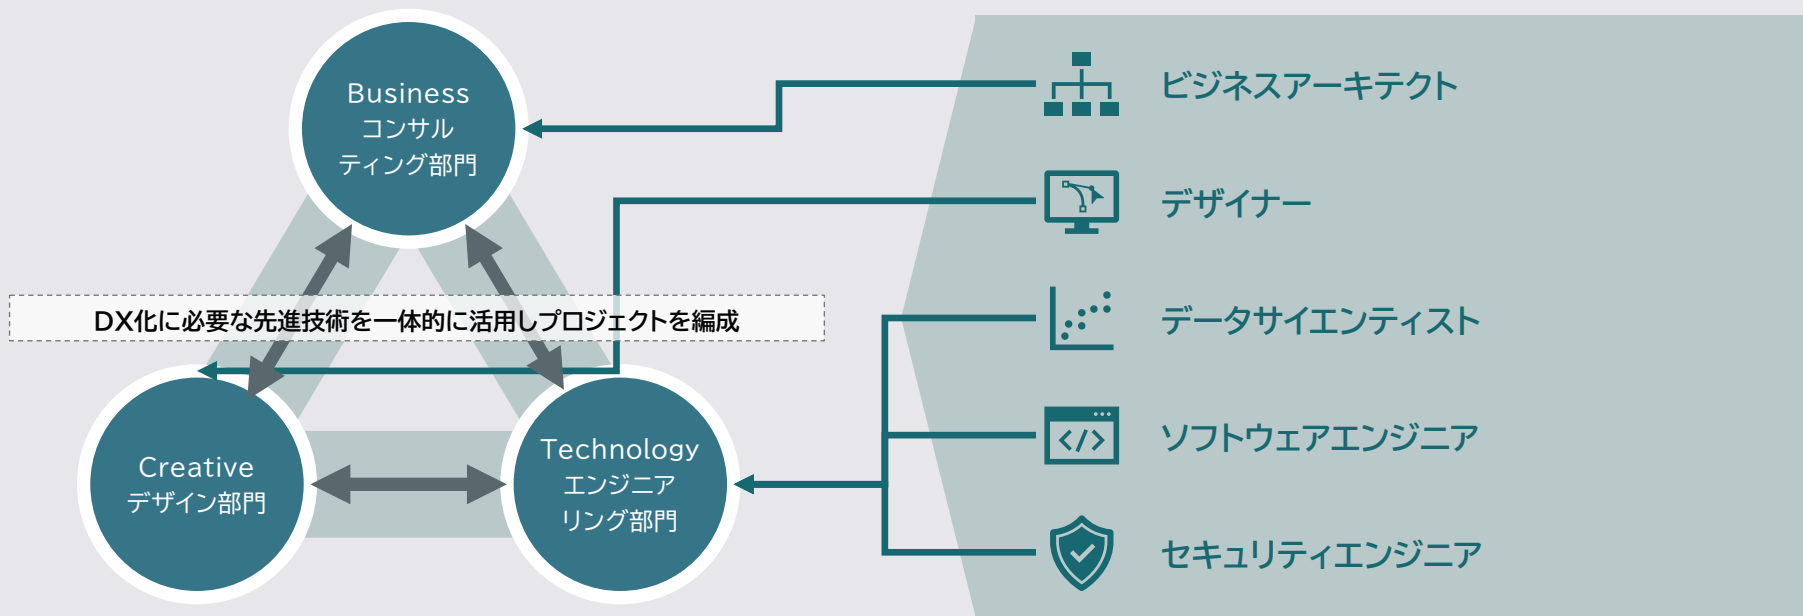 Business
コンサル
ティング部門
DX化に必要な先進技術を一体的に活用しプロジェクトを編成
Creative
デザイン部門
Technology
エンジニア
リング部門
ビジネスアーキテクト
デザイナー
データサイエンティスト
ソフトウェアエンジニア
セキュリティエンジニア